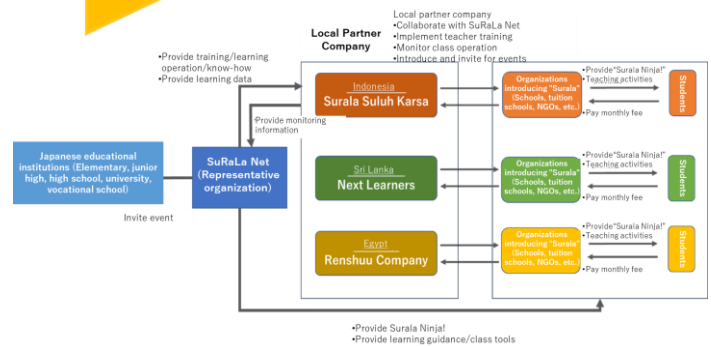 Local partner company
•Collaborate with SuRaLa Net
•Implement teacher training
•Monitor class operation
•Introduce and invite for events
Local Partner
Company
•Provide training/learning
operation/know-how
•Provide learning data
Indonesia
Surala Suluh Karsa
Organizations
introducing "Surala"
(Schools, tuition
schools, NGOs, etc.)
•Provide"Surala Ninja!"
•Teaching activities
•Pay monthly fee
Students
•Provide monitoring
information
Japanese educational
institutions (Elementary, junior
high, high school, university,
vocational school)
SuRaLa Net
(Representative
organization)
Invite event
Sri Lanka
Next Learners
Organizations
introducing "Surala"
(Schools, tuition
schools, NGOs, etc.)
•Provide"Surala Ninja!"
•Teaching activities
•Pay monthly fee
Students
Egypt
Renshuu Company
Organizations
introducing "Surala"
(Schools, tuition
schools, NGOs, etc.)
•Provide"Surala Ninja!"
•Teaching activities
•Pay monthly fee
Students
•Provide Surala Ninja!
•Provide learning guidance/class tools